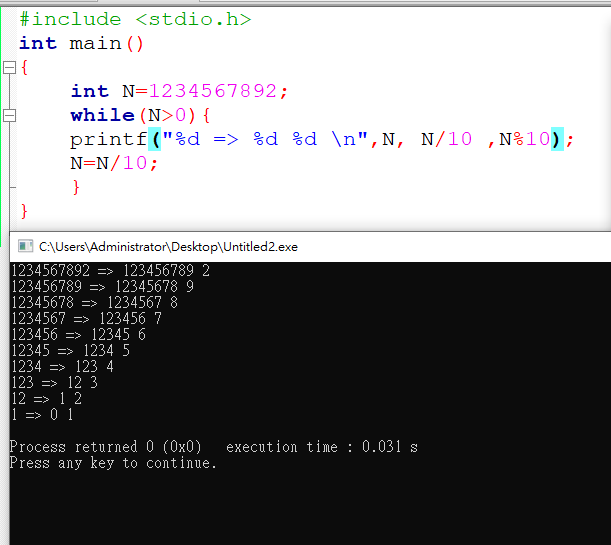 #include <stdio.h>
int main()
{
    int N=1234567892;
    while(N>0){
    printf("%d => %d %d \n",N, N/10 ,N%10);
    N=N/10;
    }
}
C:\Users\Administrator\Desktop\Untitled2.exe
1234567892 => 123456789 2
123456789 => 12345678 9
12345678 => 1234567 8
1234567 => 123456 7
123456 => 12345 6
12345 => 1234 5
1234 => 123 4
123 => 12 3
12 => 1 2
1 => 0 1
Process returned 0 (0x0)   execution time : 0.031 s
Press any key to continue.